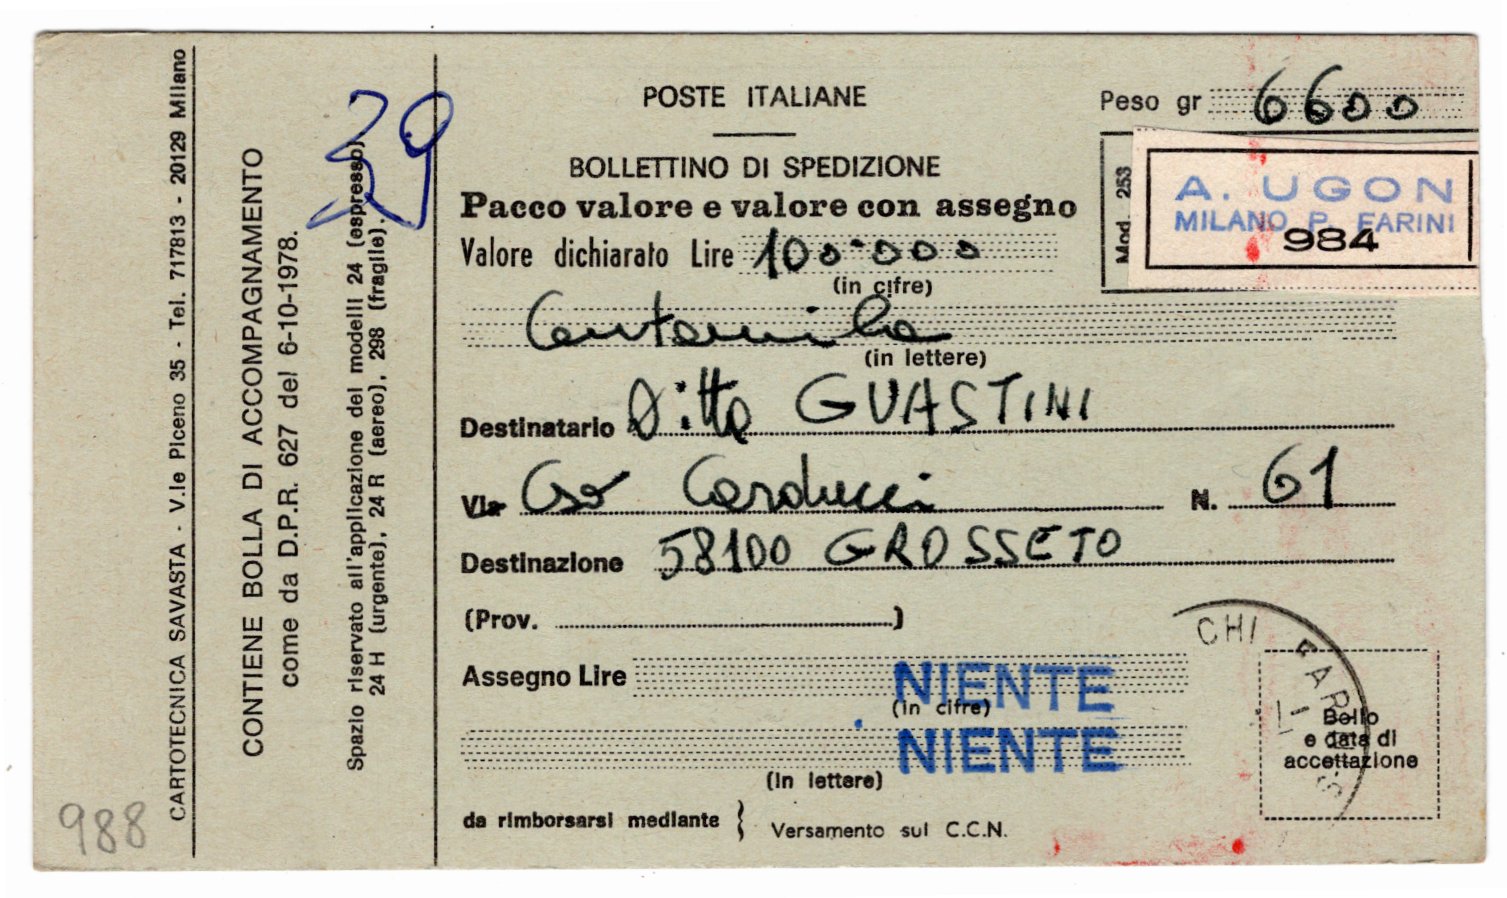 CARTOTECNICA SAVASTA - V.le Piceno 35 - Tel. 717813 - 20129 Milano
CONTIENE BOLLA DI ACCOMPAGNAMENTO
come da D.P.R. 627 del 6-10-1978.
Spazio riservato all'applicazione dei modelli 24 (espresso)
24 H (urgente), 24 R (aereo), 298 (fragile).
39
988
POSTE ITALIANE
Peso gr 6600
BOLLETTINO DI SPEDIZIONE
Pacco valore e valore con assegno
Mod. 253
A. UGON
MILANO P. FARINI
984
Valore dichiarato Lire 100.000
(in cifre)
Centomila
(in lettere)
Destinatario Ditta GUASTINI
Via Cso Carducci N. 61
Destinazione 58100 GROSSETO
(Prov. )
Assegno Lire NIENTE
(in cifre)
NIENTE
(in lettere)
da rimborsarsi mediante } Versamento sul C.C.N.
CHI
Bollo
e data di
accettazione